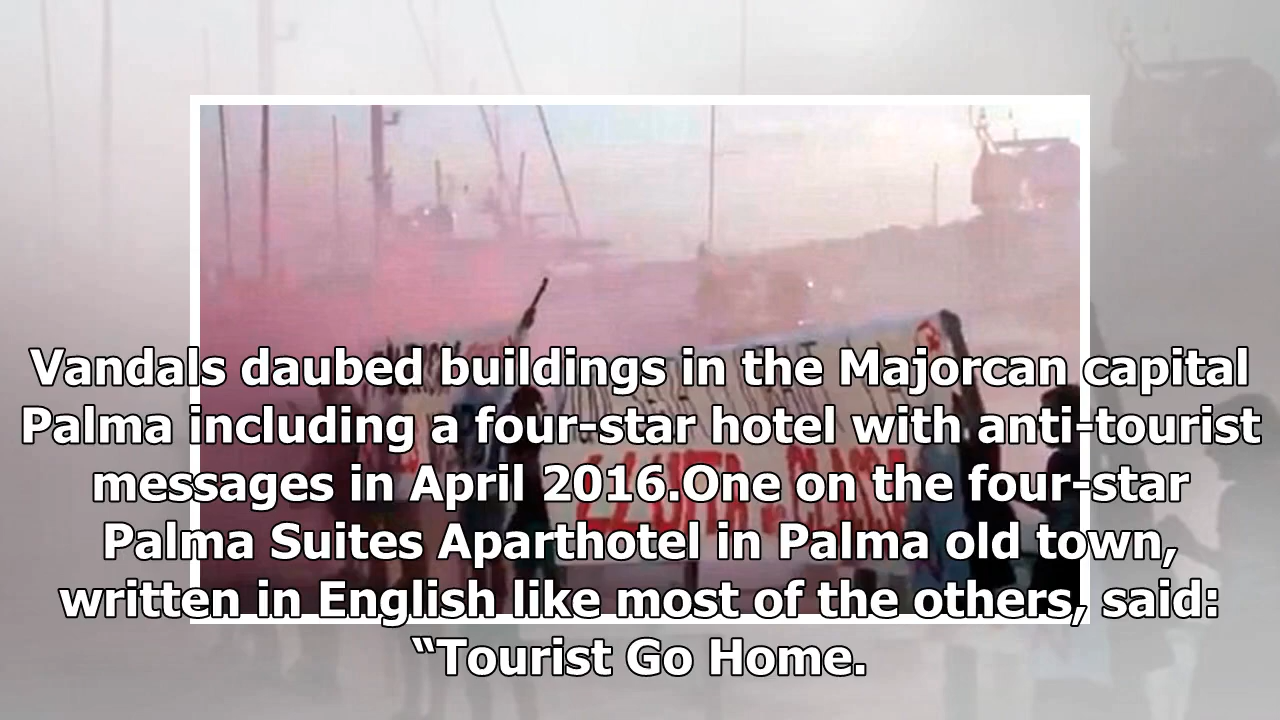 Vandals daubed buildings in the Majorcan capital
Palma including a four-star hotel with anti-tourist
messages in April 2016.One on the four-star
Palma Suites Aparthotel in Palma old town,
written in English like most of the others, said:
“Tourist Go Home.